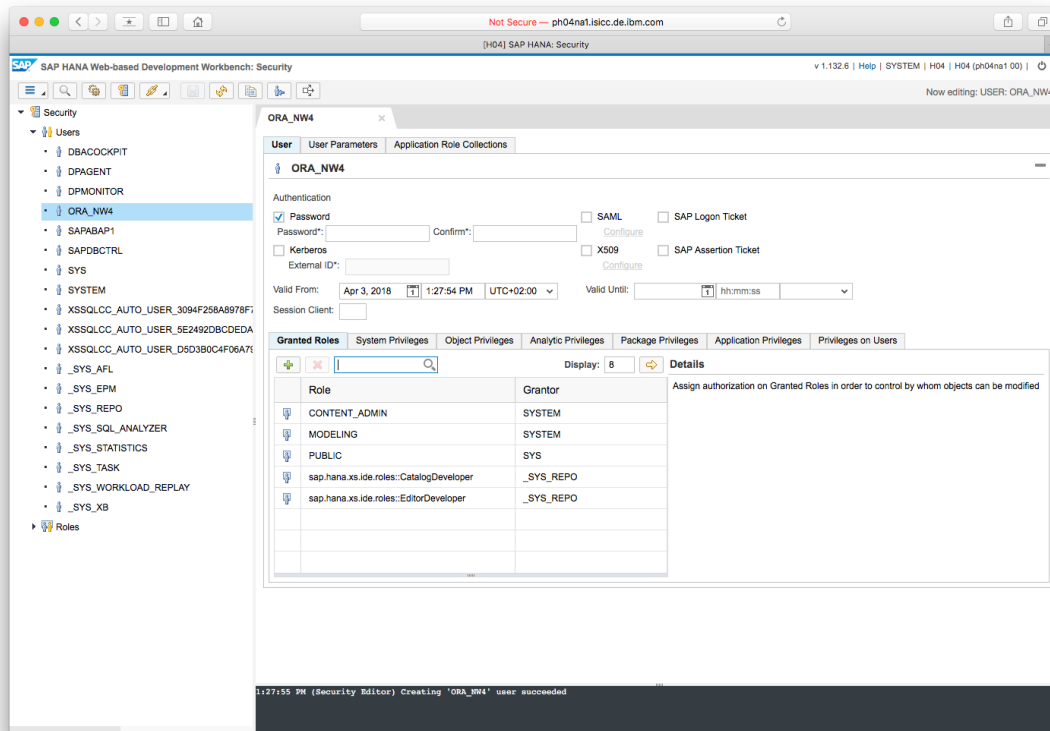 Not Secure — ph04na1.isicc.de.ibm.com
[H04] SAP HANA: Security
SAP SAP HANA Web-based Development Workbench: Security
v 1.132.6 | Help | SYSTEM | H04 | H04 (ph04na1 00) |
Now editing: USER: ORA_NW4
Security
Users
DBACOCKPIT
DPAGENT
DPMONITOR
ORA_NW4
SAPABAP1
SAPDBCTRL
SYS
SYSTEM
XSSQLCC_AUTO_USER_3094F258A8978F7
XSSQLCC_AUTO_USER_5E2492DBCDEDA
XSSQLCC_AUTO_USER_D5D3B0C4F06A79
_SYS_AFL
_SYS_EPM
_SYS_REPO
_SYS_SQL_ANALYZER
_SYS_STATISTICS
_SYS_TASK
_SYS_WORKLOAD_REPLAY
_SYS_XB
Roles
ORA_NW4
User User Parameters Application Role Collections
ORA_NW4
Authentication
Password SAML SAP Logon Ticket
Password*: Confirm*: Configure
Kerberos X509 SAP Assertion Ticket
External ID*: Configure
Valid From: Apr 3, 2018 1 1:27:54 PM UTC+02:00 Valid Until: 1 hh:mm:ss
Session Client:
Granted Roles System Privileges Object Privileges Analytic Privileges Package Privileges Application Privileges Privileges on Users
Display: 8 Details
Role Grantor Assign authorization on Granted Roles in order to control by whom objects can be modified
CONTENT_ADMIN SYSTEM
MODELING SYSTEM
PUBLIC SYS
sap.hana.xs.ide.roles::CatalogDeveloper _SYS_REPO
sap.hana.xs.ide.roles::EditorDeveloper _SYS_REPO
1:27:55 PM (Security Editor) Creating 'ORA_NW4' user succeeded